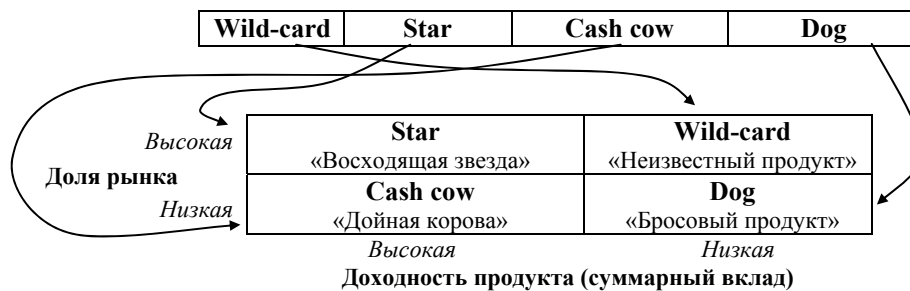 Wild-card Star Cash cow Dog
Высокая Star Wild-card
«Восходящая звезда» «Неизвестный продукт»
Доля рынка
Низкая Cash cow Dog
«Дойная корова» «Бросовый продукт»
Высокая Низкая
Доходность продукта (суммарный вклад)